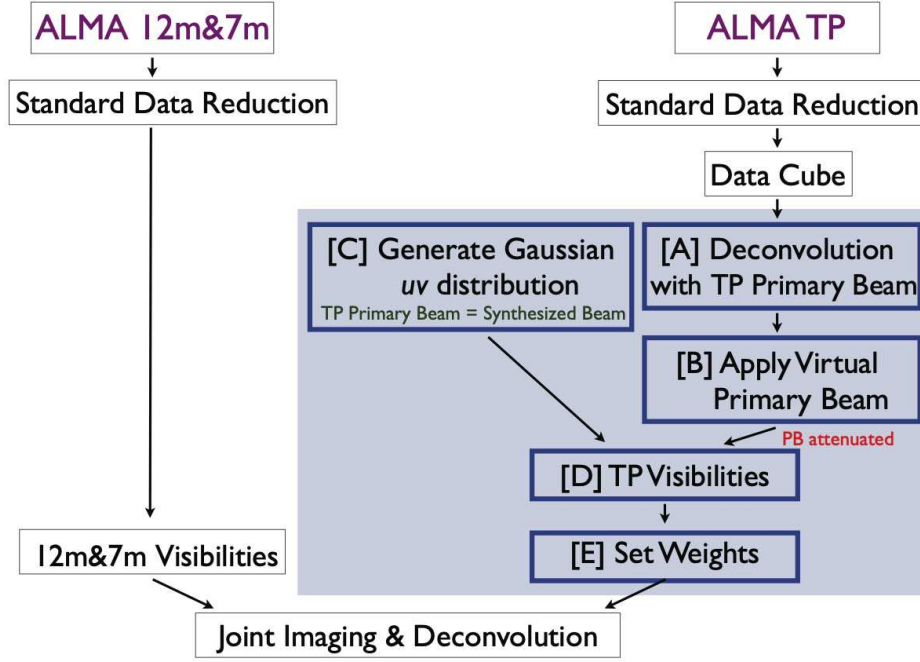 ALMA 12m&7m
ALMA TP
Standard Data Reduction
Standard Data Reduction
Data Cube
[C] Generate Gaussian
uv distribution
TP Primary Beam = Synthesized Beam
[A] Deconvolution
with TP Primary Beam
[B] Apply Virtual
Primary Beam
PB attenuated
[D] TP Visibilities
[E] Set Weights
12m&7m Visibilities
Joint Imaging & Deconvolution